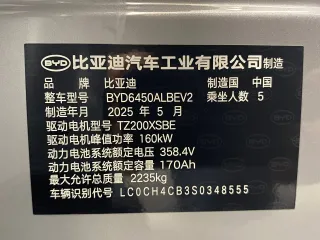 BYD 比亚迪汽车工业有限公司制造
品牌 比亚迪 制造国 中国
整车型号 BYD6450ALBEV2 乘坐人数 5
制造年月 2025 年 5 月
驱动电机型号 TZ200XSBE
驱动电机峰值功率 160kW
动力电池系统额定电压 358.4V
动力电池系统额定容量 170Ah
最大允许总质量 2235kg
车辆识别代号 LC0CH4CB3S0348555